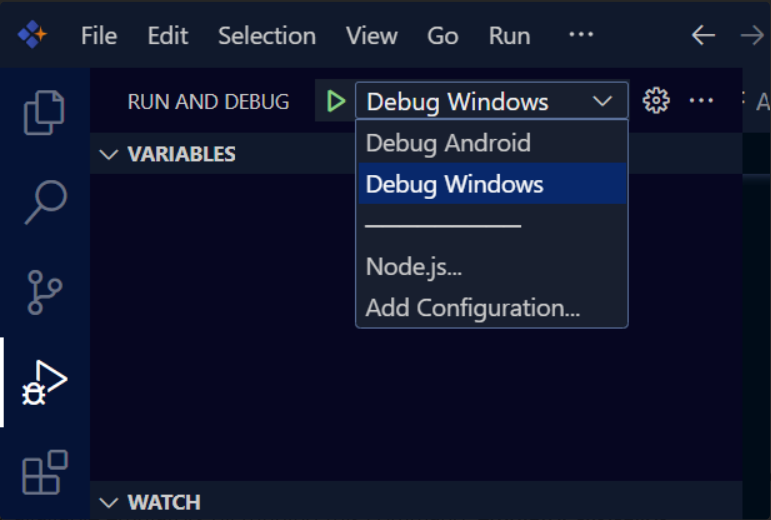 File Edit Selection View Go Run ···
RUN AND DEBUG Debug Windows ··· A
VARIABLES
Debug Android
Debug Windows
Node.js...
Add Configuration...
WATCH